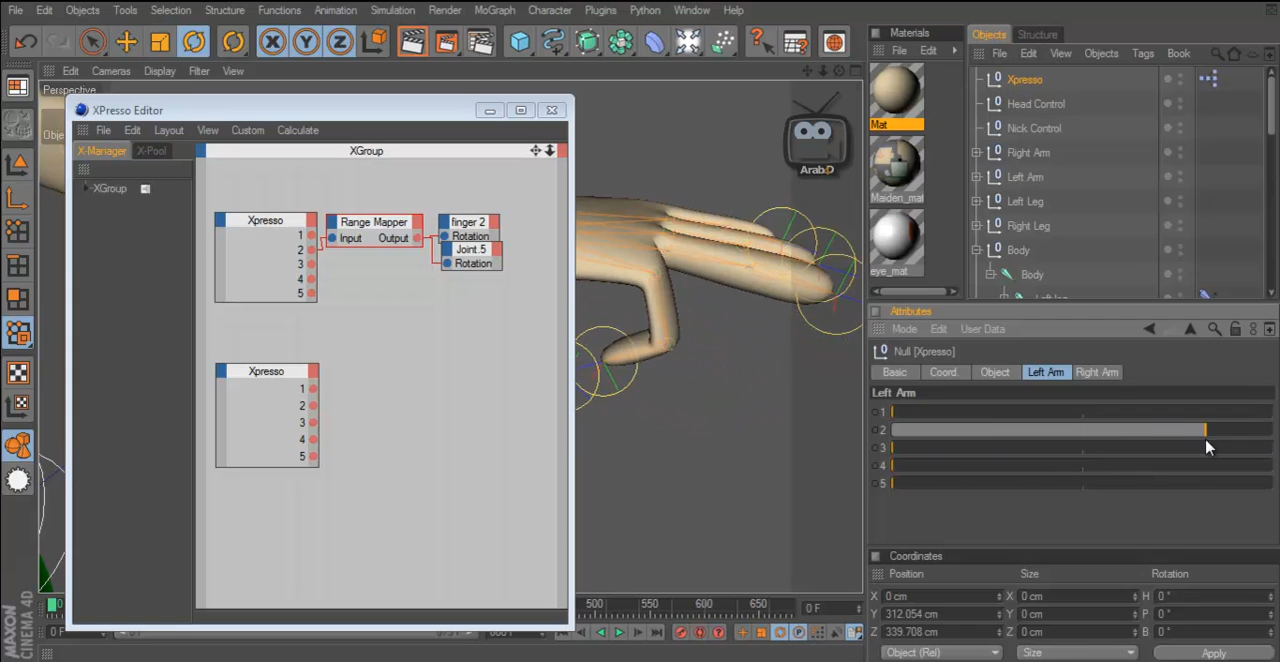 File Edit Objects Tools Selection Structure Functions Animation Simulation Render MoGraph Character Plugins Python Window Help
X Y Z
Edit Cameras Display Filter View
Perspective
XPresso Editor
File Edit Layout View Custom Calculate
X-Manager X-Pool
XGroup
XGroup
Xpresso
1
2
3
4
5
Range Mapper
Input Output
finger 2
Rotation
Joint.5
Rotation
Xpresso
1
2
3
4
5
Arab4D
Materials
File Edit
Mat
Maiden_mat
eye_mat
Objects Structure
File Edit View Objects Tags Book
Xpresso
Head Control
Nick Control
Right Arm
Left Arm
Left Leg
Right Leg
Body
Body
Attributes
Mode Edit User Data
Null [Xpresso]
Basic Coord. Object Left Arm Right Arm
Left Arm
1
2
3
4
5
Coordinates
Position Size Rotation
X 0 cm X 0 cm H 0 °
Y 312.054 cm Y 0 cm P 0 °
Z 339.708 cm Z 0 cm B 0 °
Object (Rel) Size Apply
500 550 600 650 0 F
MAXON
CINEMA 4D